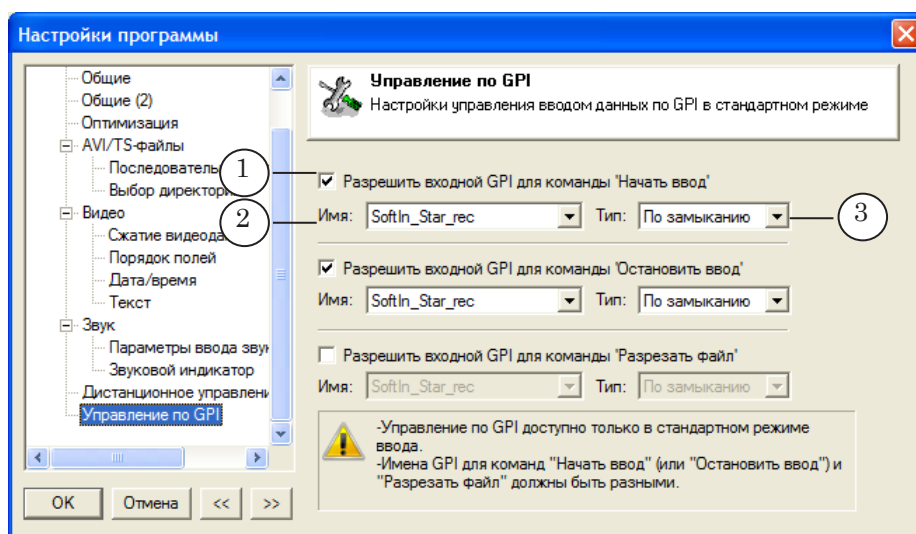 Настройки программы
Общие
Общие (2)
Оптимизация
AVI/TS-файлы
Последователь
Выбор директори
Видео
Сжатие видеода
Порядок полей
Дата/время
Текст
Звук
Параметры ввода звук
Звуковой индикатор
Дистанционное управлени
Управление по GPI
OK Отмена << >>
Управление по GPI
Настройки управления вводом данных по GPI в стандартном режиме
1
Разрешить входной GPI для команды 'Начать ввод'
2
Имя: SoftIn_Star_rec Тип: По замыканию
3
Разрешить входной GPI для команды 'Остановить ввод'
Имя: SoftIn_Star_rec Тип: По замыканию
Разрешить входной GPI для команды 'Разрезать файл'
Имя: SoftIn_Star_rec Тип: По замыканию
-Управление по GPI доступно только в стандартном режиме
ввода.
-Имена GPI для команд "Начать ввод" (или "Остановить ввод") и
"Разрезать файл" должны быть разными.